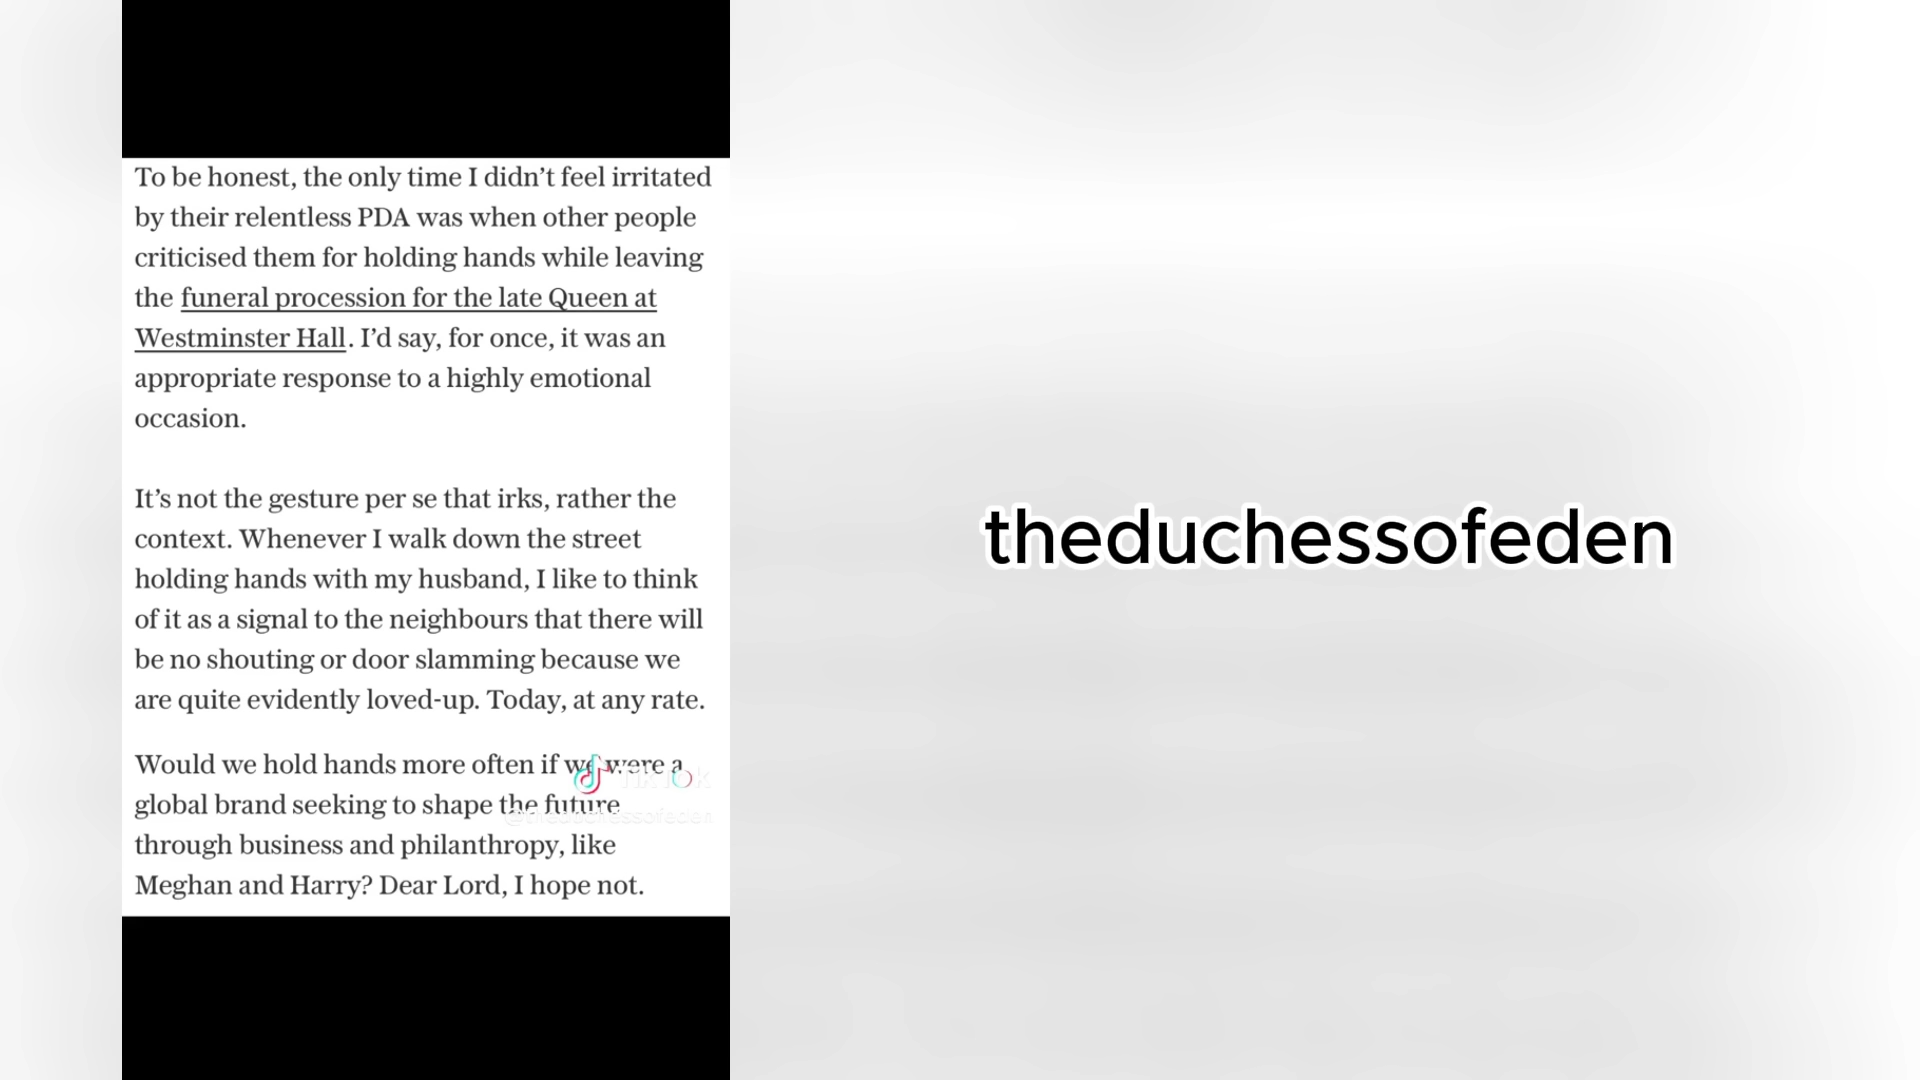 To be honest, the only time I didn’t feel irritated
by their relentless PDA was when other people
criticised them for holding hands while leaving
the funeral procession for the late Queen at
Westminster Hall. I’d say, for once, it was an
appropriate response to a highly emotional
occasion.
It’s not the gesture per se that irks, rather the
context. Whenever I walk down the street
holding hands with my husband, I like to think
of it as a signal to the neighbours that there will
be no shouting or door slamming because we
are quite evidently loved-up. Today, at any rate.
Would we hold hands more often if we were a
global brand seeking to shape the future
through business and philanthropy, like
Meghan and Harry? Dear Lord, I hope not.
TikTok
@theduchessofeden
theduchessofeden